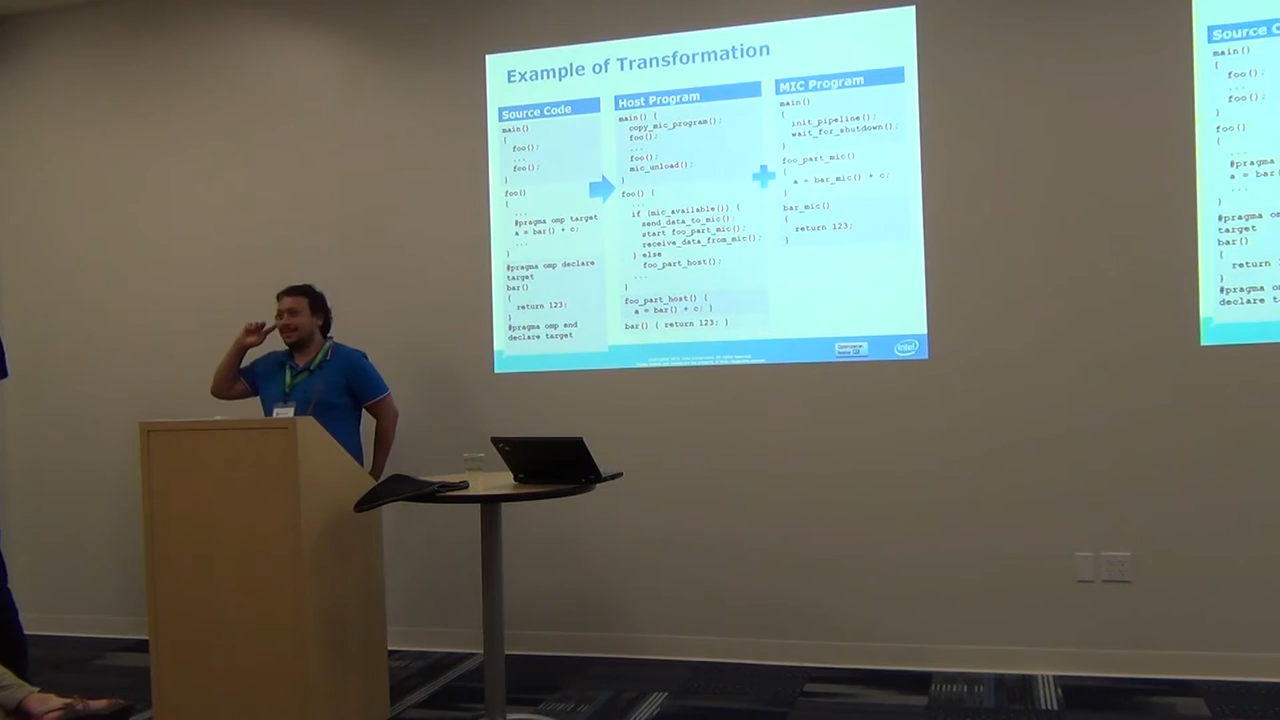 Example of Transformation
Source Code
main()
{
foo();
...
foo();
}
foo()
{
...
#pragma omp target
a = bar() + c;
...
}
#pragma omp declare
target
bar()
{
return 123;
}
#pragma omp end
declare target
Host Program
main() {
copy_mic_program();
foo();
...
foo();
mic_unload();
}
foo() {
...
if (mic_available()) {
send_data_to_mic();
start foo_part_mic();
receive_data_from_mic();
} else
foo_part_host();
...
}
foo_part_host() {
a = bar() + c; }
bar() { return 123; }
MIC Program
main()
{
init_pipeline();
wait_for_shutdown();
}
foo_part_mic()
{
a = bar_mic() + c;
}
bar_mic()
{
return 123;
}
Optimization
Notice
intel
Source C
main()
{
foo();
...
foo();
}
foo()
{
...
#pragma
a = bar
...
}
#pragma o
target
bar()
{
return
}
#pragma o
declare t